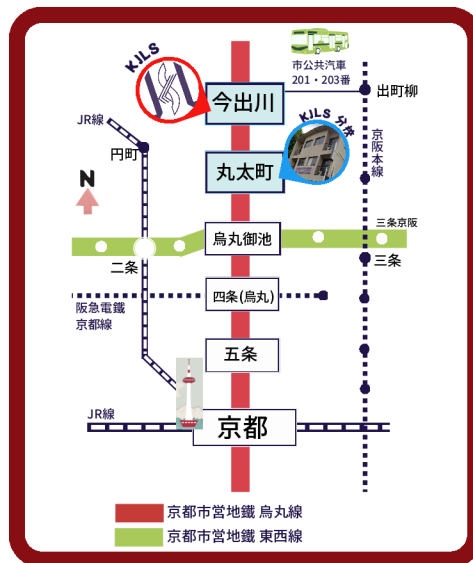 KJLS
市公共汽車
201・203番
今出川
出町柳
JR線
KJLS 分校
円町
丸太町
京阪本線
N
烏丸御池
三条京阪
二条
三条
四条(烏丸)
阪急電鐵
京都線
五条
JR線
京都
京都市営地鐵 烏丸線
京都市営地鐵 東西線